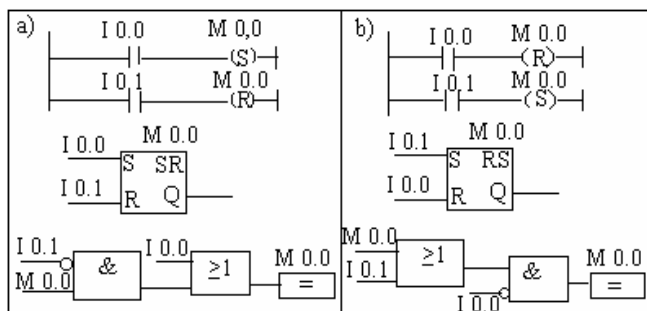 a)
I 0.0 M 0,0
(S)
I 0,1 M 0.0
(R)
M 0.0
I 0.0 S SR
I 0.1 R Q
I 0.1 I 0.0
& ≥1 M 0.0
M 0.0 =
b)
I 0.0 M 0.0
(R)
I 0.1 M 0.0
(S)
M 0.0
I 0.1 S RS
I 0.0 R Q
M 0.0
≥1 M 0.0
I 0.1 & =
I 0.0